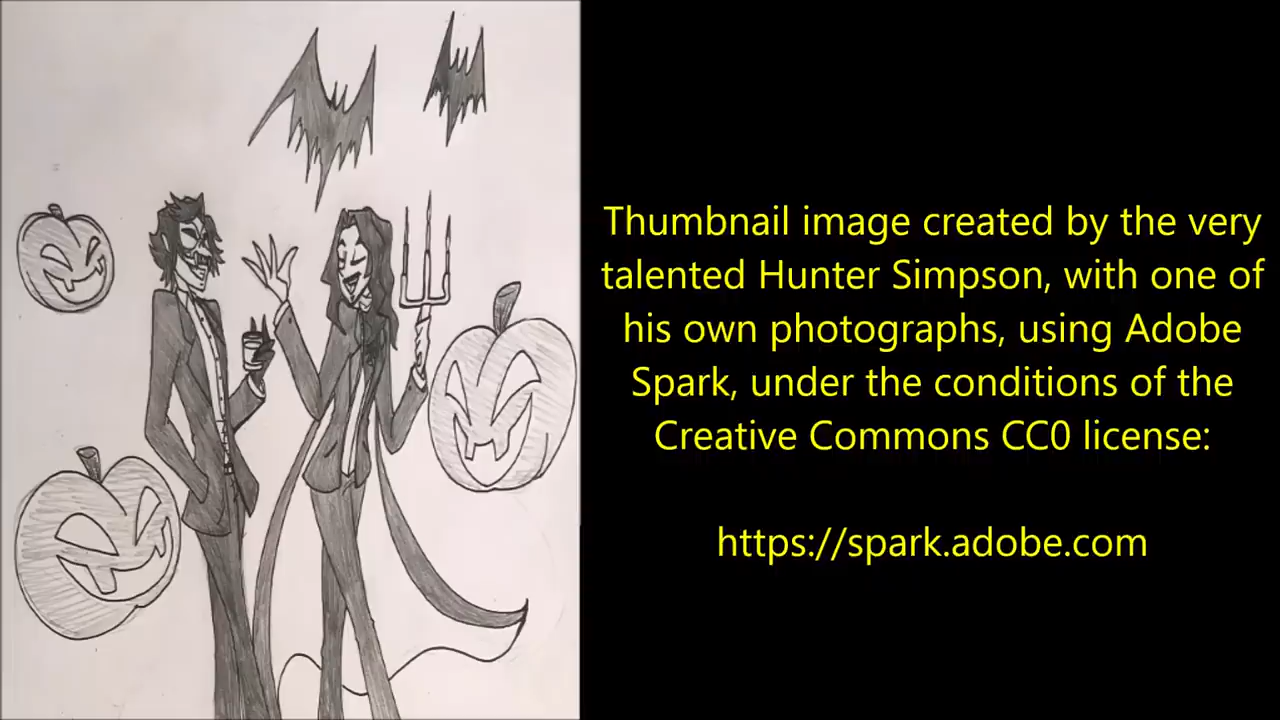 Thumbnail image created by the very
talented Hunter Simpson, with one of
his own photographs, using Adobe
Spark, under the conditions of the
Creative Commons CC0 license:
https://spark.adobe.com